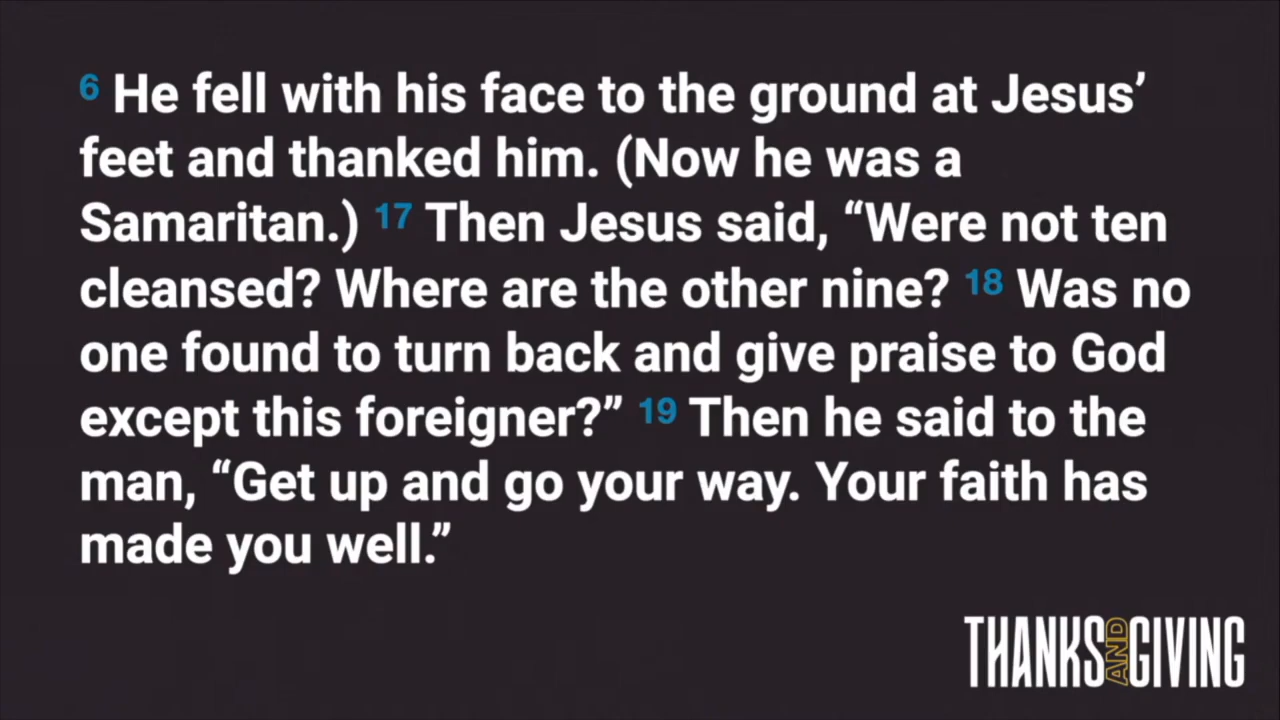 6 He fell with his face to the ground at Jesus’
feet and thanked him. (Now he was a
Samaritan.) 17 Then Jesus said, “Were not ten
cleansed? Where are the other nine? 18 Was no
one found to turn back and give praise to God
except this foreigner?” 19 Then he said to the
man, “Get up and go your way. Your faith has
made you well.”
THANKS AND GIVING